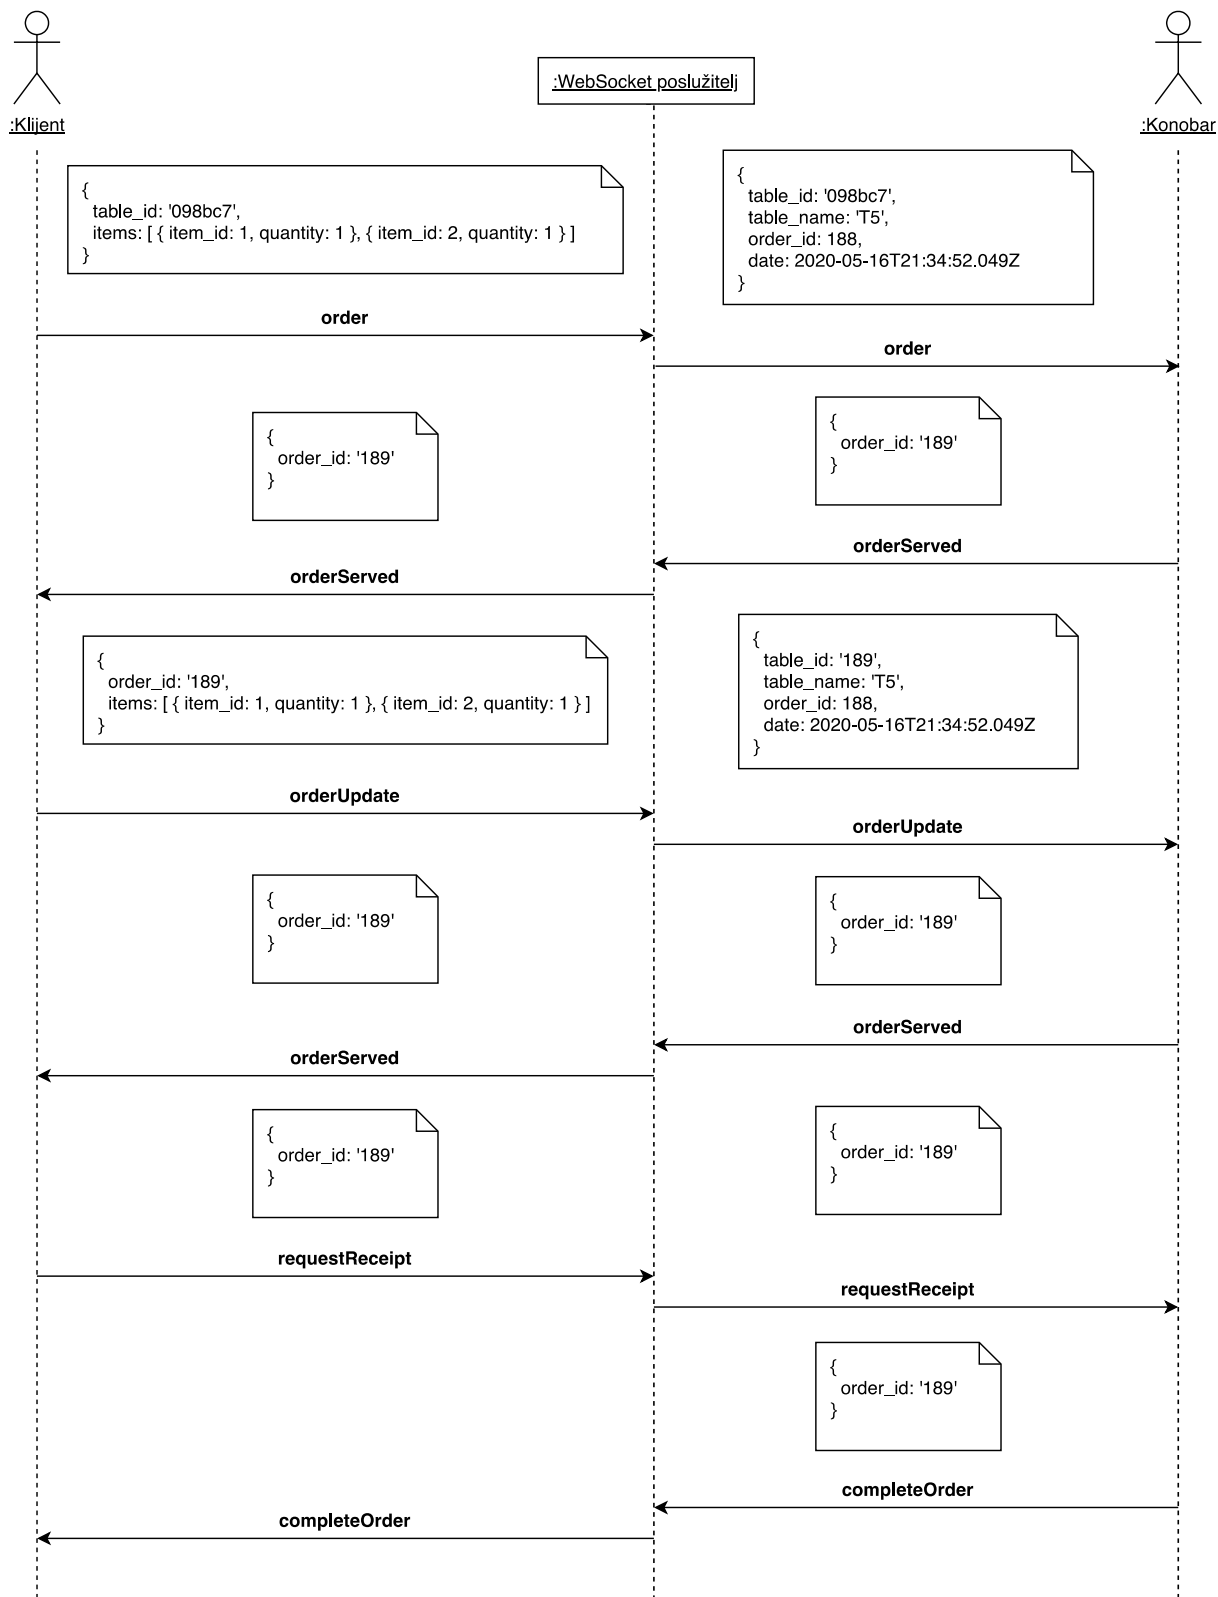 :Klijent
:WebSocket poslužitelj
:Konobar
{
table_id: '098bc7',
items: [ { item_id: 1, quantity: 1 }, { item_id: 2, quantity: 1 } ]
}
{
table_id: '098bc7',
table_name: 'T5',
order_id: 188,
date: 2020-05-16T21:34:52.049Z
}
order
order
{
order_id: '189'
}
{
order_id: '189'
}
orderServed
orderServed
{
order_id: '189',
items: [ { item_id: 1, quantity: 1 }, { item_id: 2, quantity: 1 } ]
}
{
table_id: '189',
table_name: 'T5',
order_id: 188,
date: 2020-05-16T21:34:52.049Z
}
orderUpdate
orderUpdate
{
order_id: '189'
}
{
order_id: '189'
}
orderServed
orderServed
{
order_id: '189'
}
{
order_id: '189'
}
requestReceipt
requestReceipt
{
order_id: '189'
}
completeOrder
completeOrder